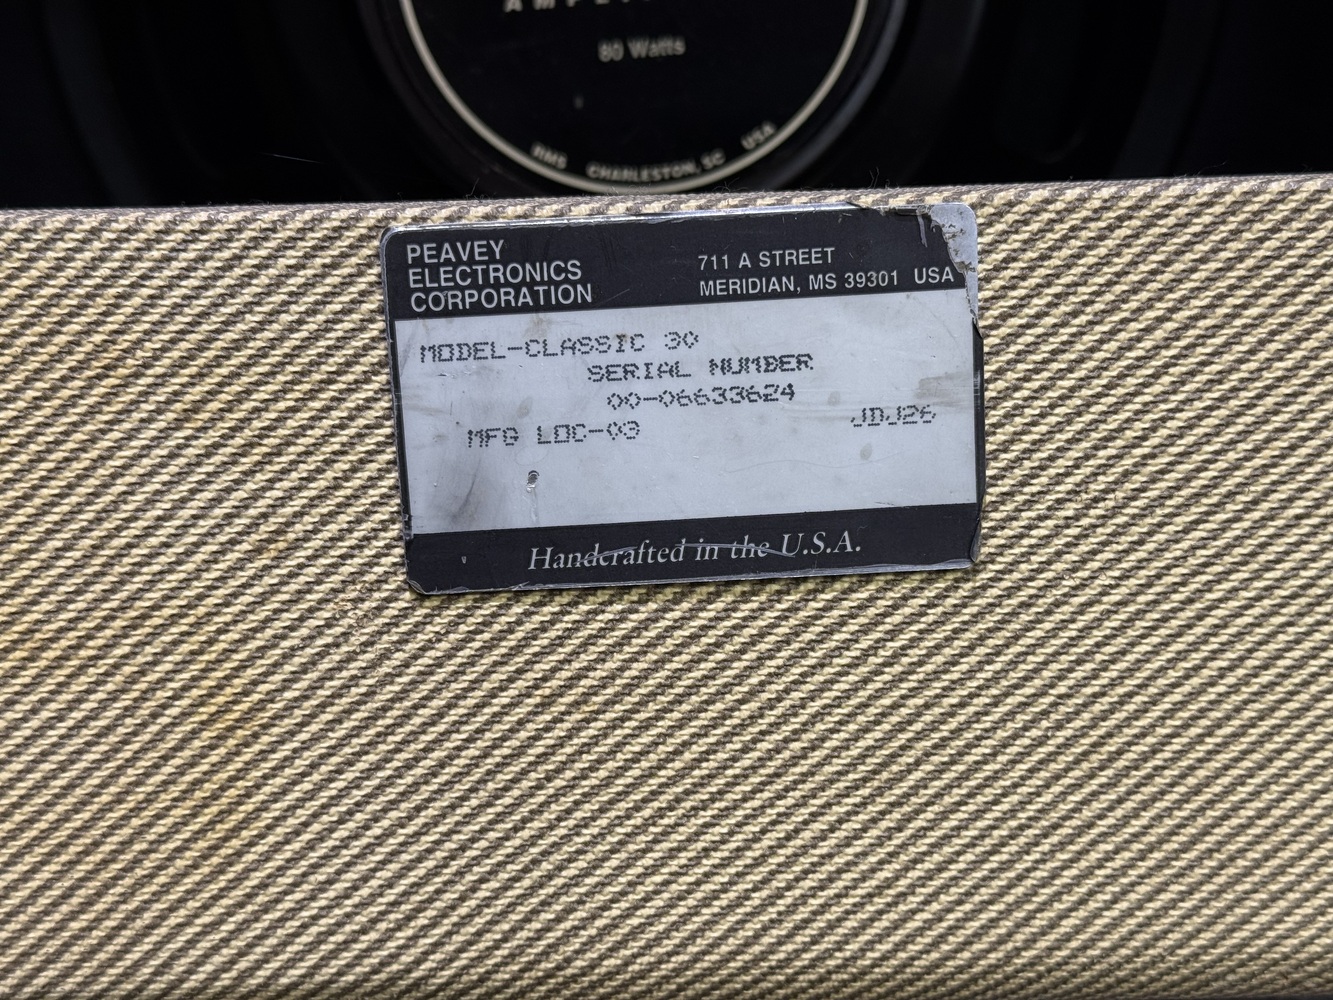 80 Watts
RMS CHARLESTON, SC USA
PEAVEY
ELECTRONICS
CORPORATION
711 A STREET
MERIDIAN, MS 39301 USA
MODEL-CLASSIC 30
SERIAL NUMBER
00-06633624
JDJ26
MFG LOC-03
Handcrafted in the U.S.A.